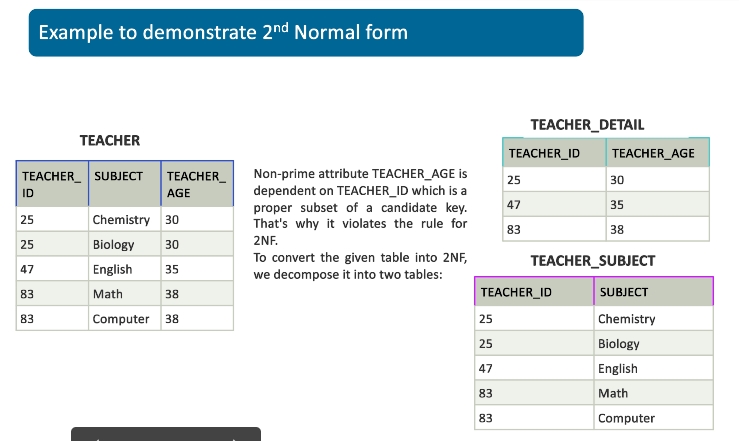 Example to demonstrate 2nd Normal form
TEACHER
TEACHER_ID SUBJECT TEACHER_AGE
25 Chemistry 30
25 Biology 30
47 English 35
83 Math 38
83 Computer 38
Non-prime attribute TEACHER_AGE is
dependent on TEACHER_ID which is a
proper subset of a candidate key.
That's why it violates the rule for
2NF.
To convert the given table into 2NF,
we decompose it into two tables:
TEACHER_DETAIL
TEACHER_ID TEACHER_AGE
25 30
47 35
83 38
TEACHER_SUBJECT
TEACHER_ID SUBJECT
25 Chemistry
25 Biology
47 English
83 Math
83 Computer